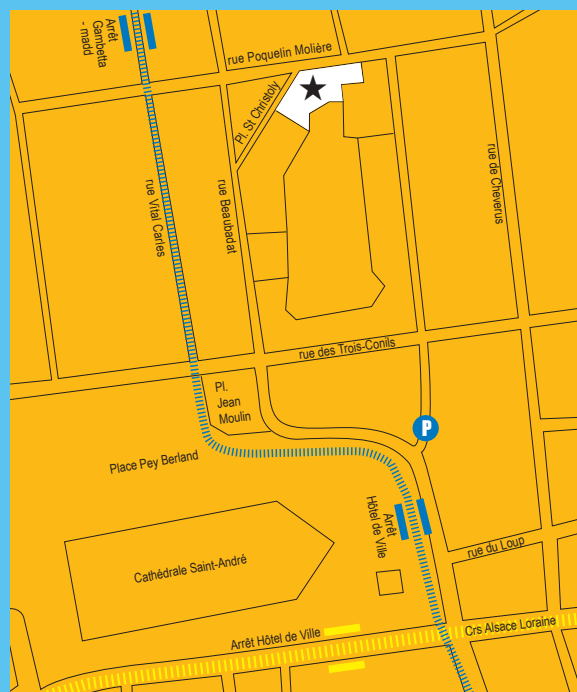 Arrêt
Gambetta
- madd
rue Poquelin Molière
Pl. St Christoly
rue de Cheverus
rue Vital Carles
rue Beaubadat
rue des Trois-Conils
Pl.
Jean
Moulin
P
Place Pey Berland
Arrêt
Hôtel de Ville
rue du Loup
Cathédrale Saint-André
Crs Alsace Loraine
Arrêt Hôtel de Ville